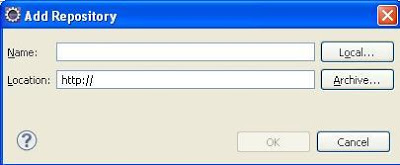 Add Repository
Name: Local...
Location: http:// Archive...
? OK Cancel